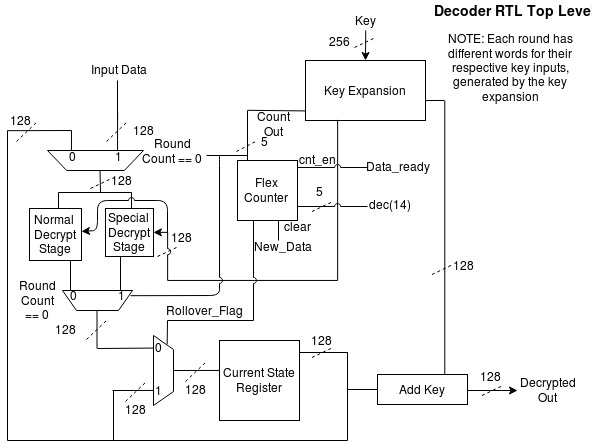 Decoder RTL Top Leve
NOTE: Each round has
different words for their
respective key inputs,
generated by the key
expansion
Key
256
Key Expansion
Input Data
128
128
0
1
Round
Count == 0
Count
Out
5
128
cnt_en
Data_ready
Flex
Counter
5
dec(14)
clear
New_Data
Normal
Decrypt
Stage
Special
Decrypt
Stage
128
128
Round
Count
== 0
0
1
128
Rollover_Flag
0
1
128
128
Current State
Register
128
Add Key
128
Decrypted
Out